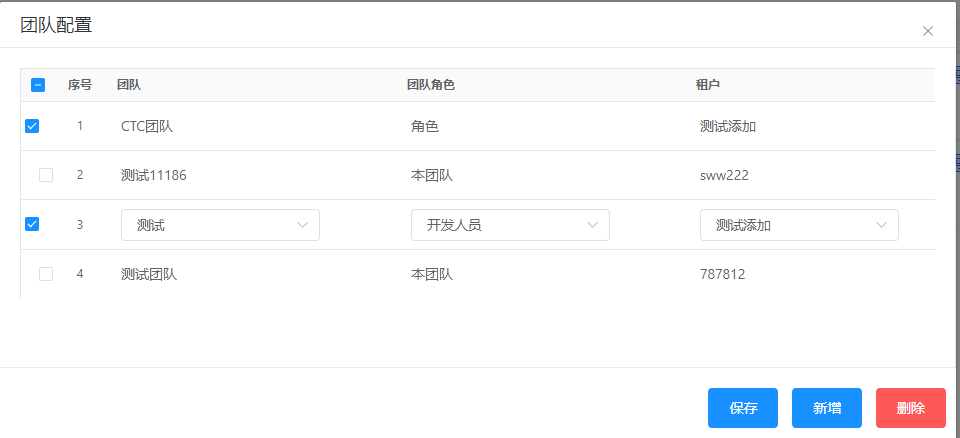 团队配置
序号 团队 团队角色 租户
1 CTC团队 角色 测试添加
2 测试11186 本团队 sww222
3 测试 开发人员 测试添加
4 测试团队 本团队 787812
保存 新增 删除